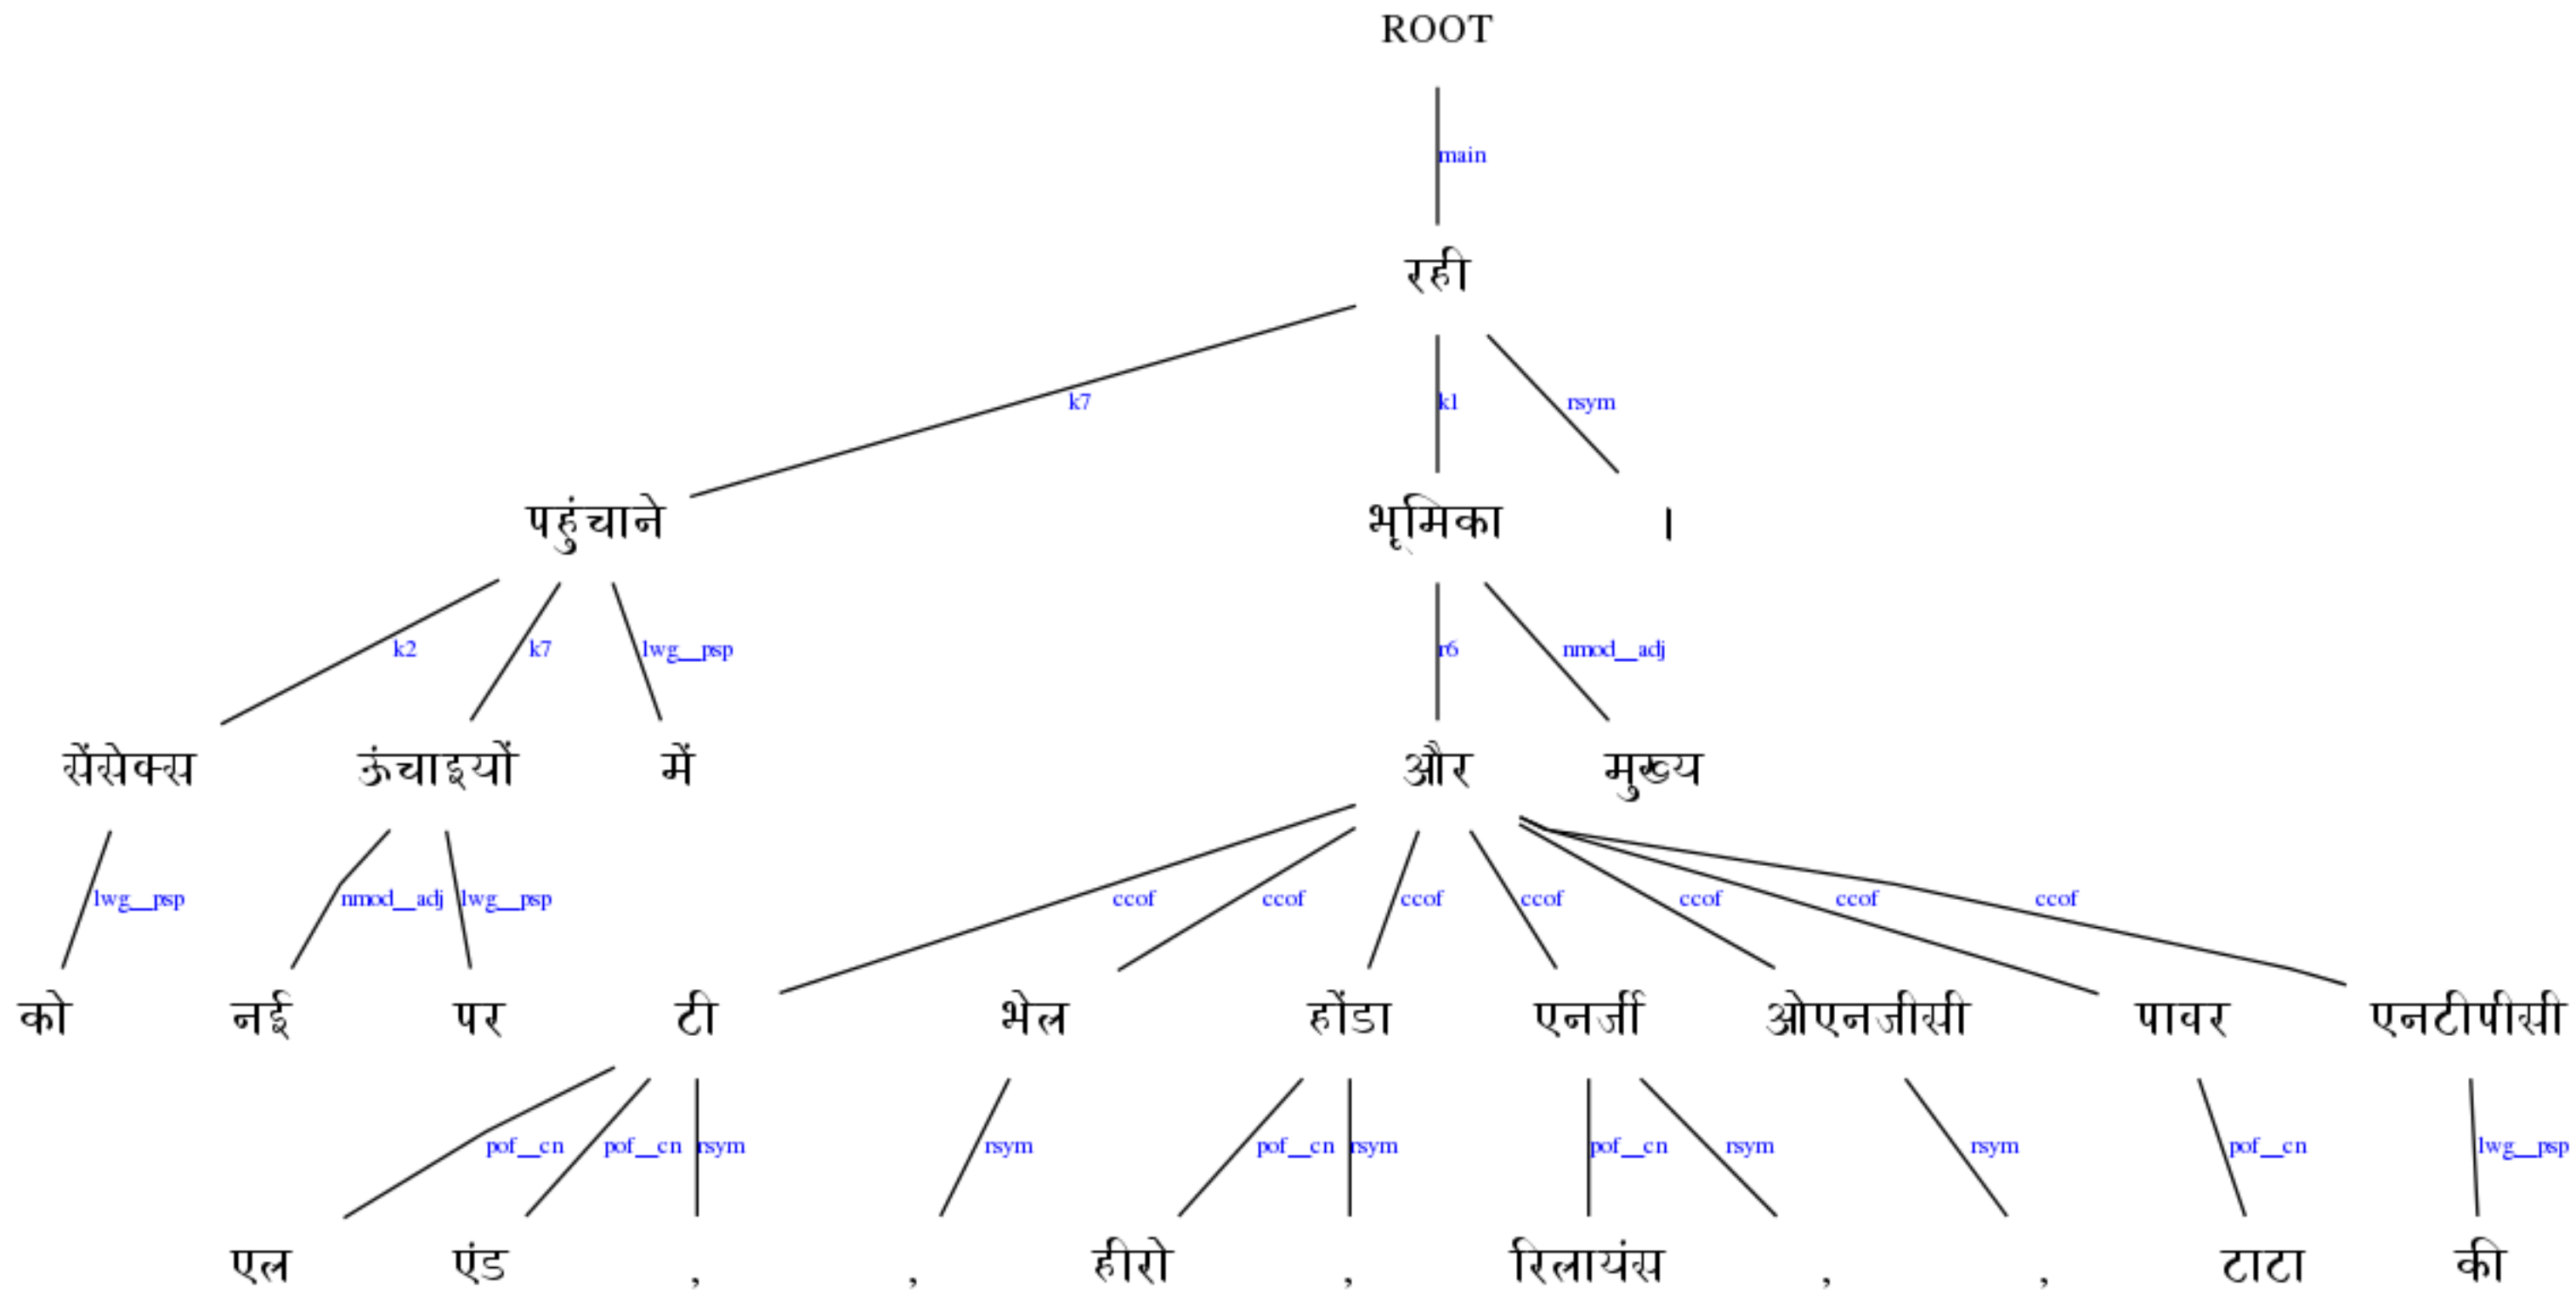 ROOT
main
रही
k7 k1 rsym
पहुंचाने भूमिका ।
k2 k7 lwg__psp r6 nmod__adj
सेंसेक्स ऊंचाइयों में और मुख्य
lwg__psp nmod__adj lwg__psp ccof ccof ccof ccof ccof ccof ccof
को नई पर टी भेल होंडा एनर्जी ओएनजीसी पावर एनटीपीसी
pof__cn pof__cn rsym rsym pof__cn rsym pof__cn rsym rsym pof__cn lwg__psp
एल एंड , , हीरो , रिलायंस , , टाटा की